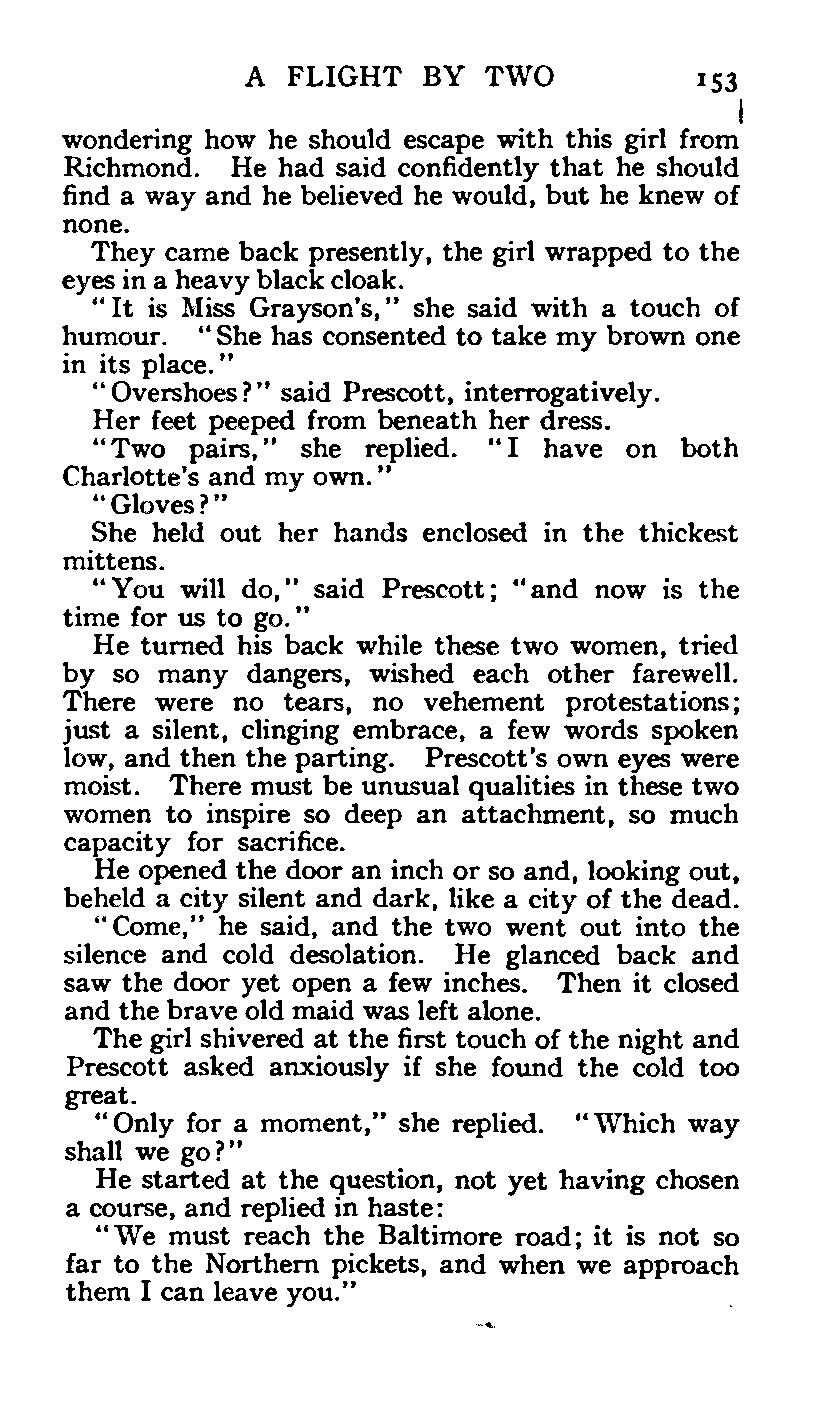 A FLIGHT BY TWO 153
wondering how he should escape with this girl from
Richmond. He had said confidently that he should
find a way and he believed he would, but he knew of
none.
They came back presently, the girl wrapped to the
eyes in a heavy black cloak.
"It is Miss Grayson's," she said with a touch of
humour. "She has consented to take my brown one
in its place."
"Overshoes?" said Prescott, interrogatively.
Her feet peeped from beneath her dress.
"Two pairs," she replied. "I have on both
Charlotte's and my own."
"Gloves?"
She held out her hands enclosed in the thickest
mittens.
"You will do," said Prescott; "and now is the
time for us to go."
He turned his back while these two women, tried
by so many dangers, wished each other farewell.
There were no tears, no vehement protestations;
just a silent, clinging embrace, a few words spoken
low, and then the parting. Prescott's own eyes were
moist. There must be unusual qualities in these two
women to inspire so deep an attachment, so much
capacity for sacrifice.
He opened the door an inch or so and, looking out,
beheld a city silent and dark, like a city of the dead.
"Come," he said, and the two went out into the
silence and cold desolation. He glanced back and
saw the door yet open a few inches. Then it closed
and the brave old maid was left alone.
The girl shivered at the first touch of the night and
Prescott asked anxiously if she found the cold too
great.
"Only for a moment," she replied. "Which way
shall we go?"
He started at the question, not yet having chosen
a course, and replied in haste:
"We must reach the Baltimore road; it is not so
far to the Northern pickets, and when we approach
them I can leave you."